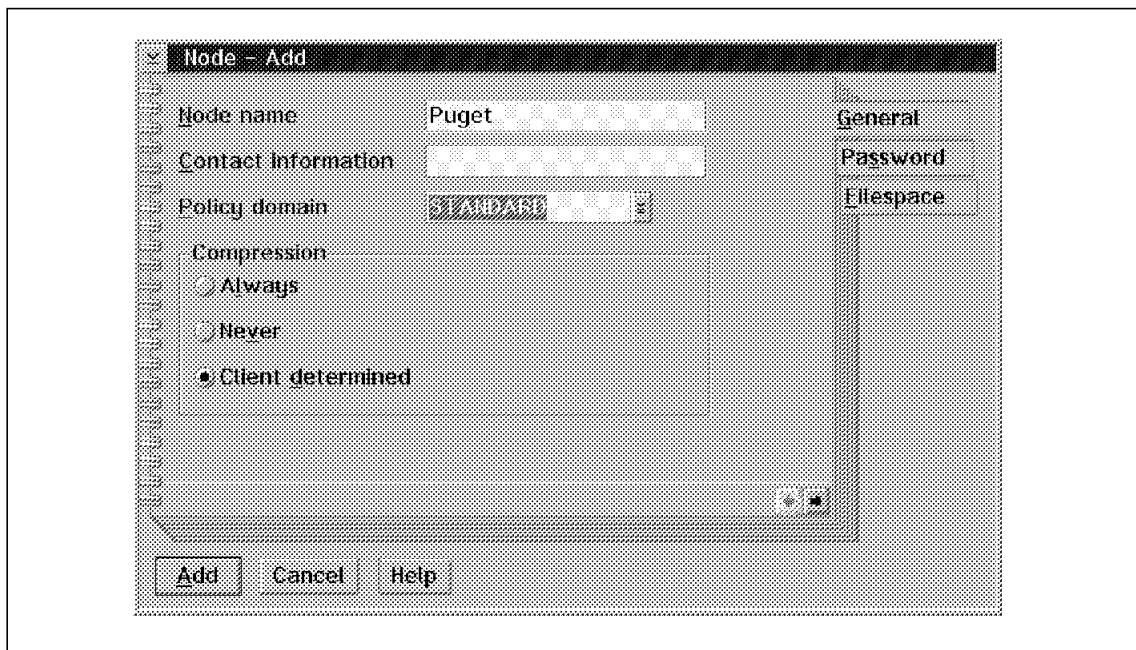 Node - Add
Node name Puget
Contact information
Policy domain STANDARD
Compression
Always
Never
Client determined
General
Password
Filespace
Add Cancel Help